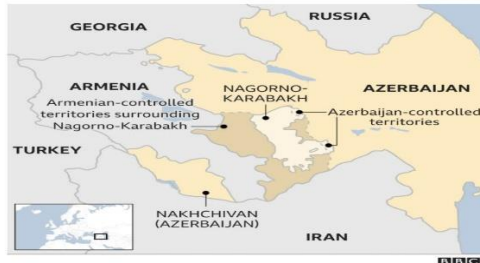 RUSSIA
GEORGIA
ARMENIA
Armenian-controlled
territories surrounding
Nagorno-Karabakh
NAGORNO-
KARABAKH
AZERBAIJAN
Azerbaijan-controlled
territories
TURKEY
NAKHCHIVAN
(AZERBAIJAN)
IRAN
BBC